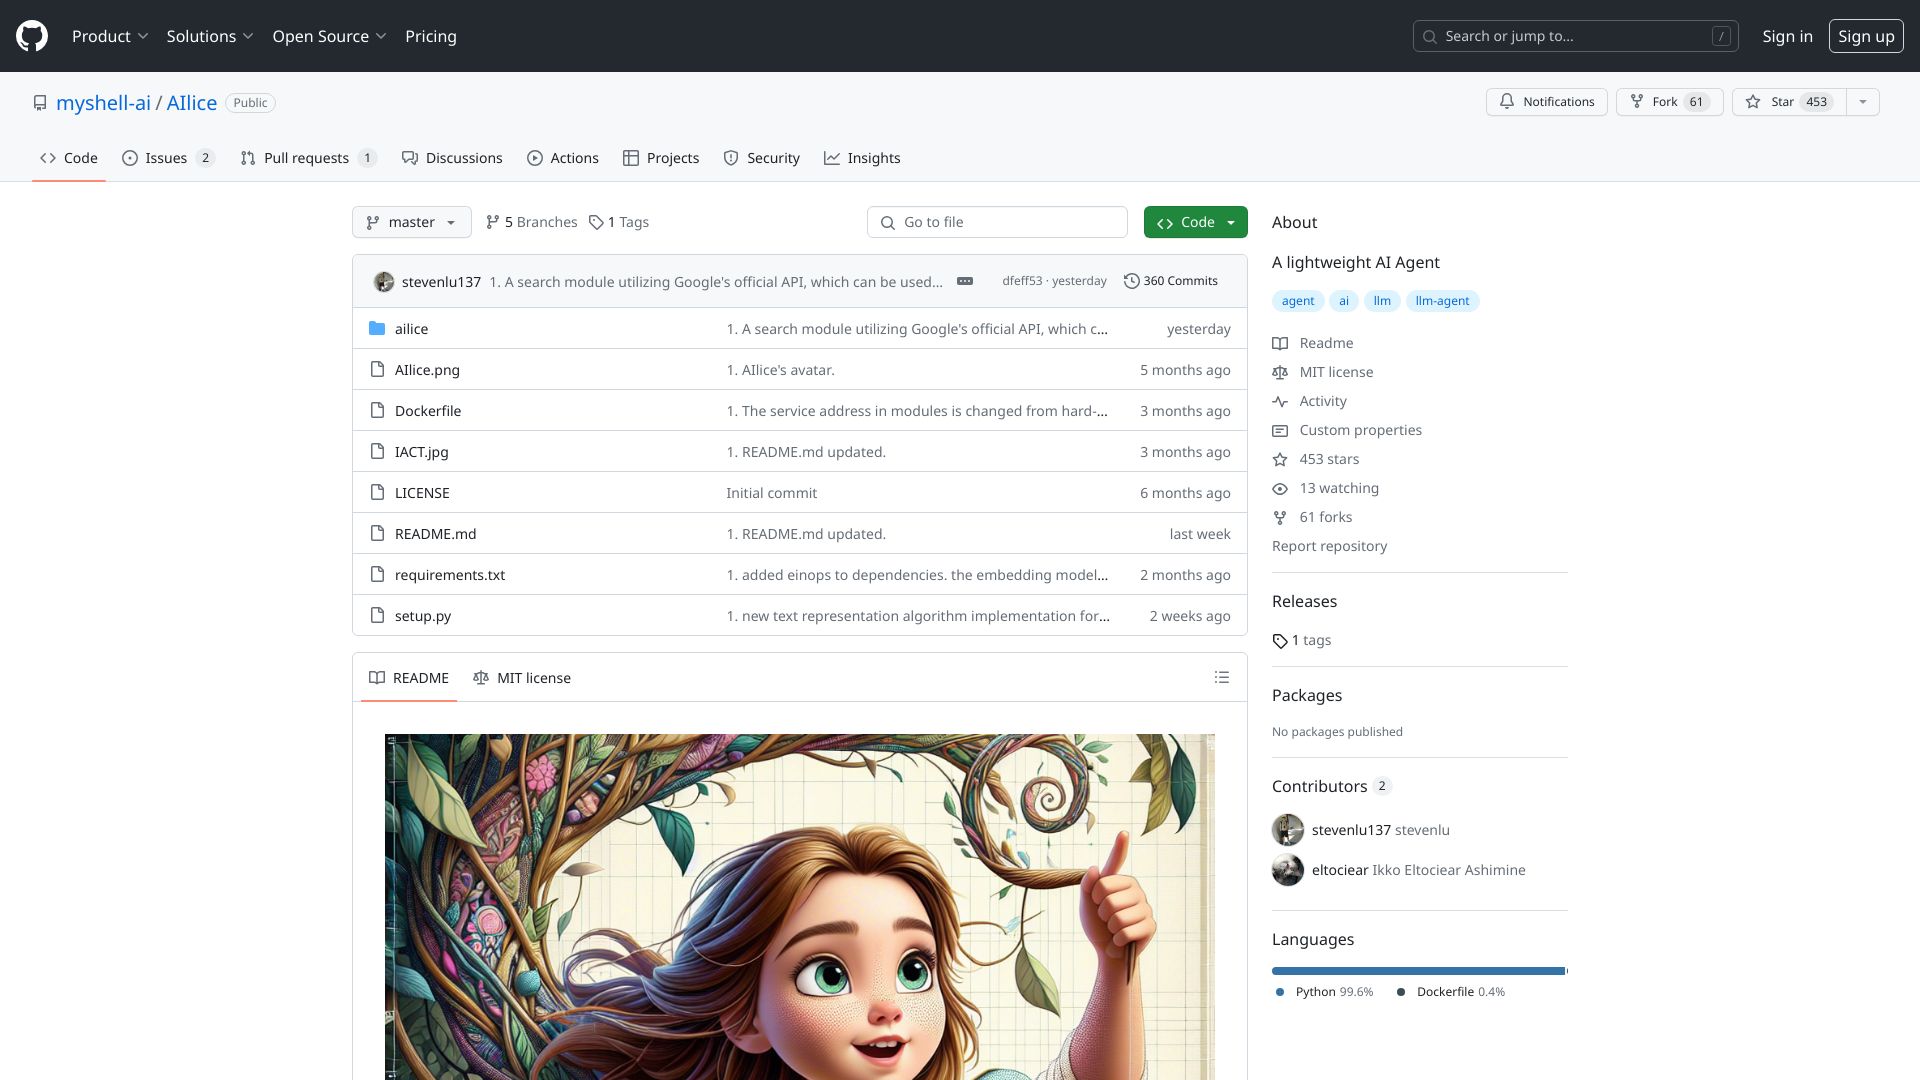 Product Solutions Open Source Pricing Search or jump to... / Sign in Sign up
myshell-ai / AIlice Public Notifications Fork 61 Star 453
Code Issues 2 Pull requests 1 Discussions Actions Projects Security Insights
master 5 Branches 1 Tags Go to file Code
stevenlu137 1. A search module utilizing Google's official API, which can be used... dfeff53 · yesterday 360 Commits
ailice 1. A search module utilizing Google's official API, which c... yesterday
AIlice.png 1. AIlice's avatar. 5 months ago
Dockerfile 1. The service address in modules is changed from hard-... 3 months ago
IACT.jpg 1. README.md updated. 3 months ago
LICENSE Initial commit 6 months ago
README.md 1. README.md updated. last week
requirements.txt 1. added einops to dependencies. the embedding model... 2 months ago
setup.py 1. new text representation algorithm implementation for... 2 weeks ago
README MIT license
About
A lightweight AI Agent
agent ai llm llm-agent
Readme
MIT license
Activity
Custom properties
453 stars
13 watching
61 forks
Report repository
Releases
1 tags
Packages
No packages published
Contributors 2
stevenlu137 stevenlu
eltociear Ikko Eltociear Ashimine
Languages
Python 99.6% Dockerfile 0.4%